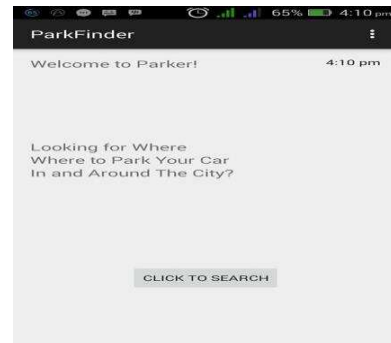 65% 4:10 pm
ParkFinder
Welcome to Parker! 4:10 pm
Looking for Where
Where to Park Your Car
In and Around The City?
CLICK TO SEARCH